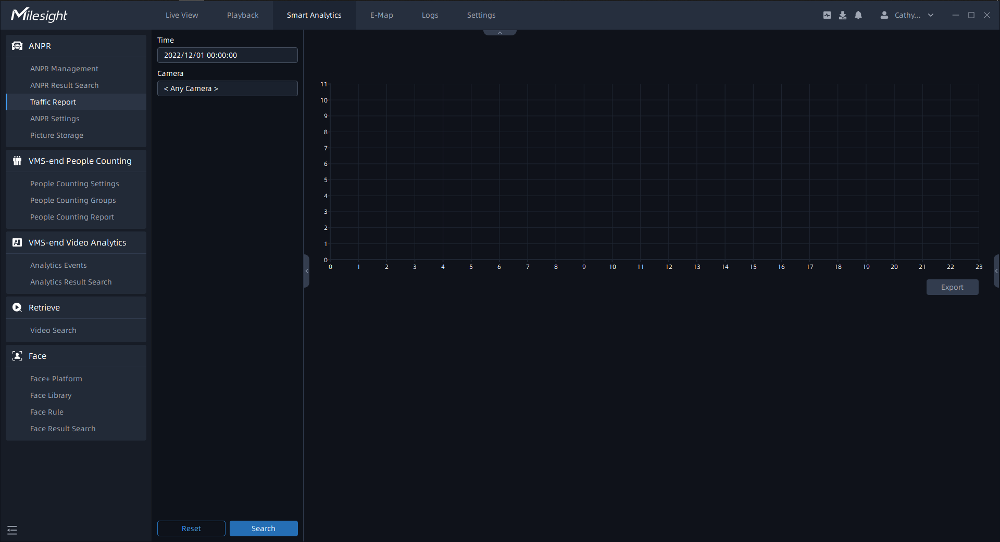 Milesight
Live View
Playback
Smart Analytics
E-Map
Logs
Settings
Cathy...
ANPR
ANPR Management
ANPR Result Search
Traffic Report
ANPR Settings
Picture Storage
VMS-end People Counting
People Counting Settings
People Counting Groups
People Counting Report
VMS-end Video Analytics
Analytics Events
Analytics Result Search
Retrieve
Video Search
Face
Face+ Platform
Face Library
Face Rule
Face Result Search
Time
2022/12/01 00:00:00
Camera
< Any Camera >
Reset
Search
11
10
9
8
7
6
5
4
3
2
1
0
0 1 2 3 4 5 6 7 8 9 10 11 12 13 14 15 16 17 18 19 20 21 22 23
Export